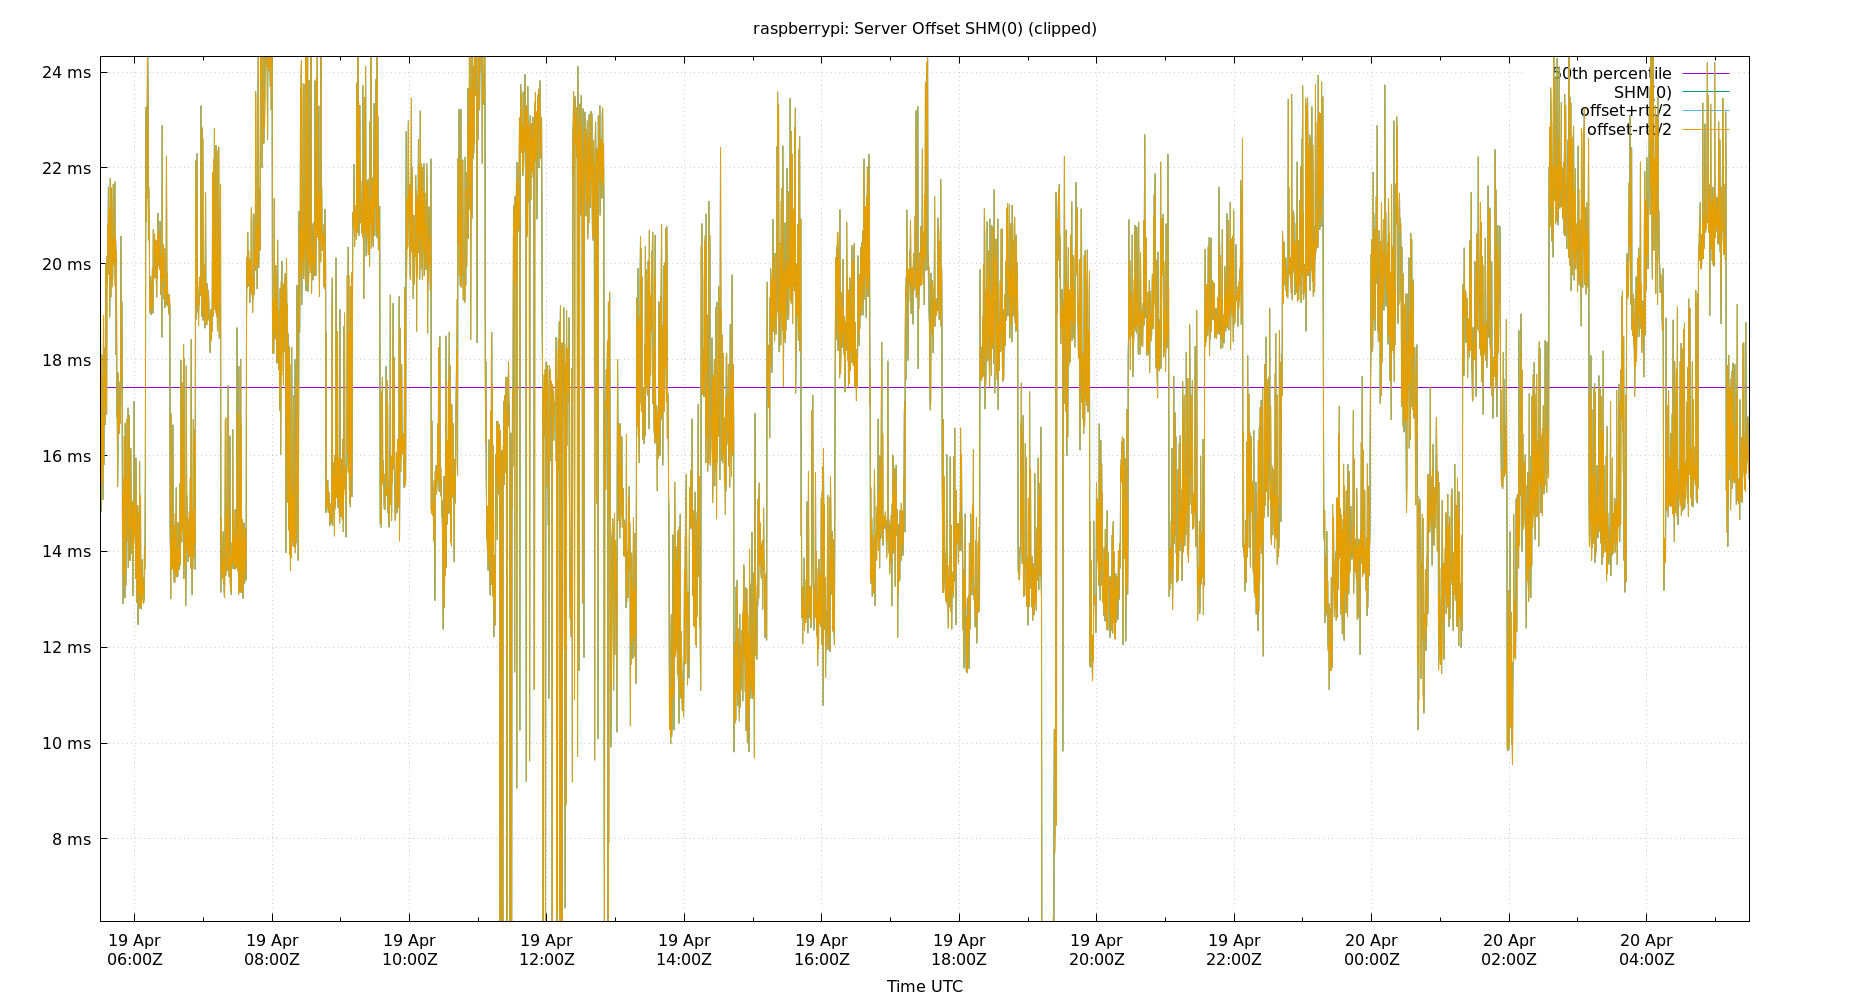 raspberrypi: Server Offset SHM(0) (clipped)
24 ms
22 ms
20 ms
18 ms
16 ms
14 ms
12 ms
10 ms
8 ms
50th percentile
SHM(0)
offset+rtt/2
offset-rtt/2
19 Apr 19 Apr 19 Apr 19 Apr 19 Apr 19 Apr 19 Apr 19 Apr 19 Apr 20 Apr 20 Apr 20 Apr
06:00Z 08:00Z 10:00Z 12:00Z 14:00Z 16:00Z 18:00Z 20:00Z 22:00Z 00:00Z 02:00Z 04:00Z
Time UTC